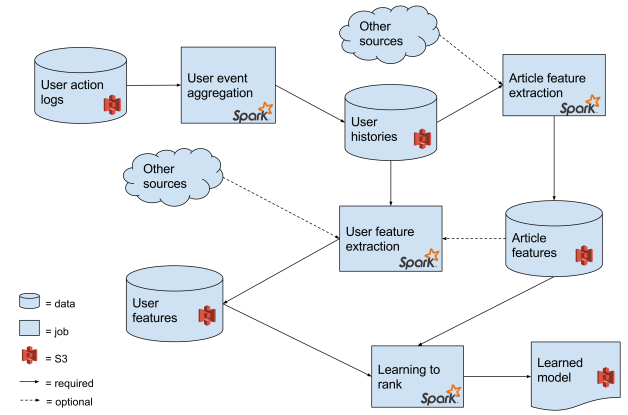 Other
sources
User action
logs
User event
aggregation
Spark
Article feature
extraction
Spark
User
histories
Other
sources
User feature
extraction
Spark
Article
features
User
features
= data
= job
= S3
= required
= optional
Learning to
rank
Spark
Learned
model